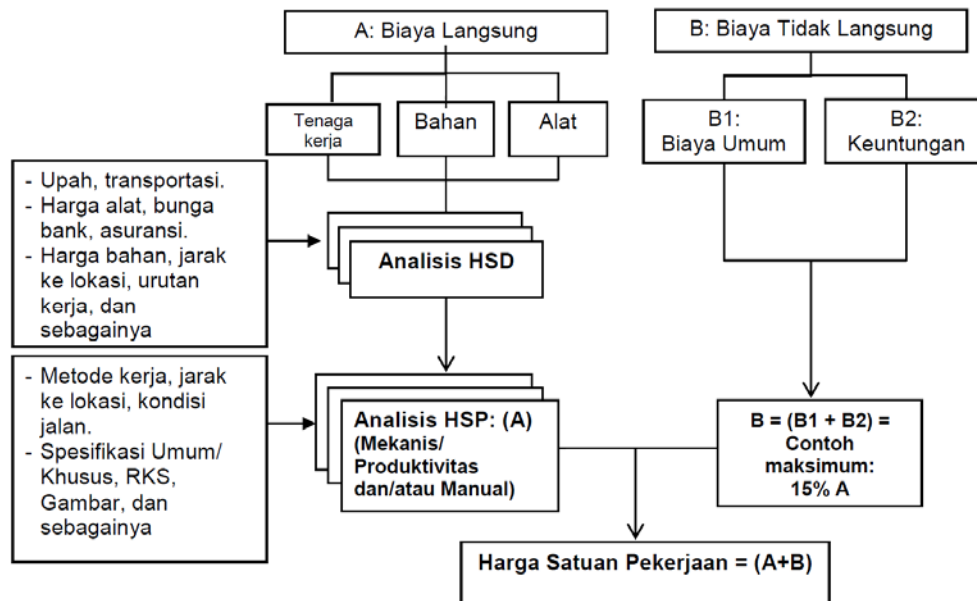 A: Biaya Langsung
B: Biaya Tidak Langsung
Tenaga
kerja
Bahan
Alat
B1:
Biaya Umum
B2:
Keuntungan
- Upah, transportasi.
- Harga alat, bunga
bank, asuransi.
- Harga bahan, jarak
ke lokasi, urutan
kerja, dan
sebagainya
Analisis HSD
- Metode kerja, jarak
ke lokasi, kondisi
jalan.
- Spesifikasi Umum/
Khusus, RKS,
Gambar, dan
sebagainya
Analisis HSP: (A)
(Mekanis/
Produktivitas
dan/atau Manual)
B = (B1 + B2) =
Contoh
maksimum:
15% A
Harga Satuan Pekerjaan = (A+B)